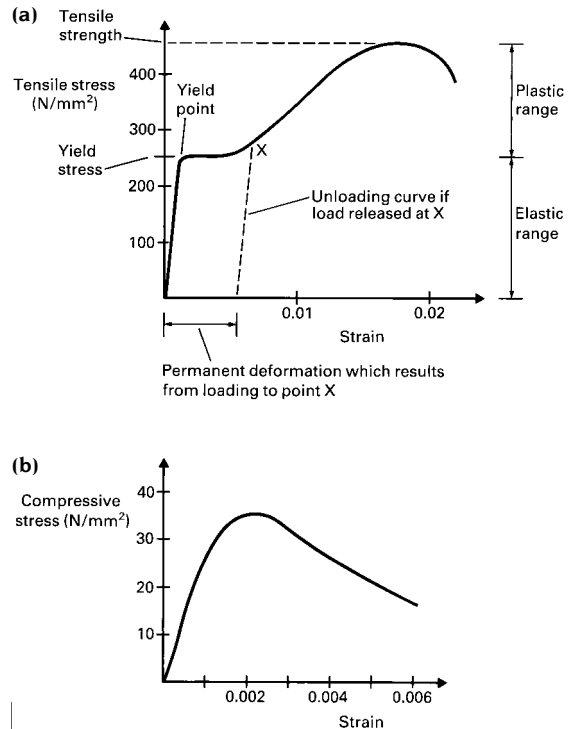 (a)
Tensile
strength
400
Tensile stress
(N/mm²)
Yield
point
Plastic
range
300
Yield
stress
X
200
Unloading curve if
load released at X
Elastic
range
100
0.01
0.02
Strain
Permanent deformation which results
from loading to point X
(b)
40
Compressive
stress (N/mm²)
30
20
10
0.002
0.004
0.006
Strain